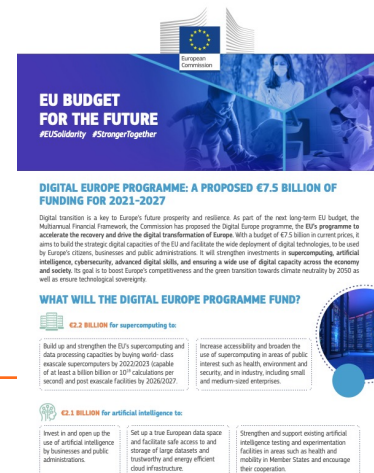 European
Commission
EU BUDGET
FOR THE FUTURE
#EUSolidarity #StrongerTogether
DIGITAL EUROPE PROGRAMME: A PROPOSED €7.5 BILLION OF
FUNDING FOR 2021-2027
Digital transition is a key to Europe's future prosperity and resilience. As part of the next long-term EU budget, the
Multiannual Financial Framework, the Commission has proposed the Digital Europe programme, the EU's programme to
accelerate the recovery and drive the digital transformation of Europe. With a budget of €7.5 billion in current prices, it
aims to build the strategic digital capacities of the EU and facilitate the wide deployment of digital technologies, to be used
by Europe's citizens, businesses and public administrations. It will strengthen investments in supercomputing, artificial
intelligence, cybersecurity, advanced digital skills, and ensuring a wide use of digital capacity across the economy
and society. Its goal is to boost Europe's competitiveness and the green transition towards climate neutrality by 2050 as
well as ensure technological sovereignty.
WHAT WILL THE DIGITAL EUROPE PROGRAMME FUND?
€2.2 BILLION for supercomputing to:
Build up and strengthen the EU's supercomputing and
data processing capacities by buying world- class
exascale supercomputers by 2022/2023 (capable
of at least a billion billion or 10¹⁸ calculations per
second) and post exascale facilities by 2026/2027.
Increase accessibility and broaden the
use of supercomputing in areas of public
interest such as health, environment and
security, and in industry, including small
and medium-sized enterprises.
€2.1 BILLION for artificial intelligence to:
Invest in and open up the
use of artificial intelligence
by businesses and public
administrations.
Set up a true European data space
and facilitate safe access to and
storage of large datasets and
trustworthy and energy efficient
cloud infrastructure.
Strengthen and support existing artificial
intelligence testing and experimentation
facilities in areas such as health and
mobility in Member States and encourage
their cooperation.